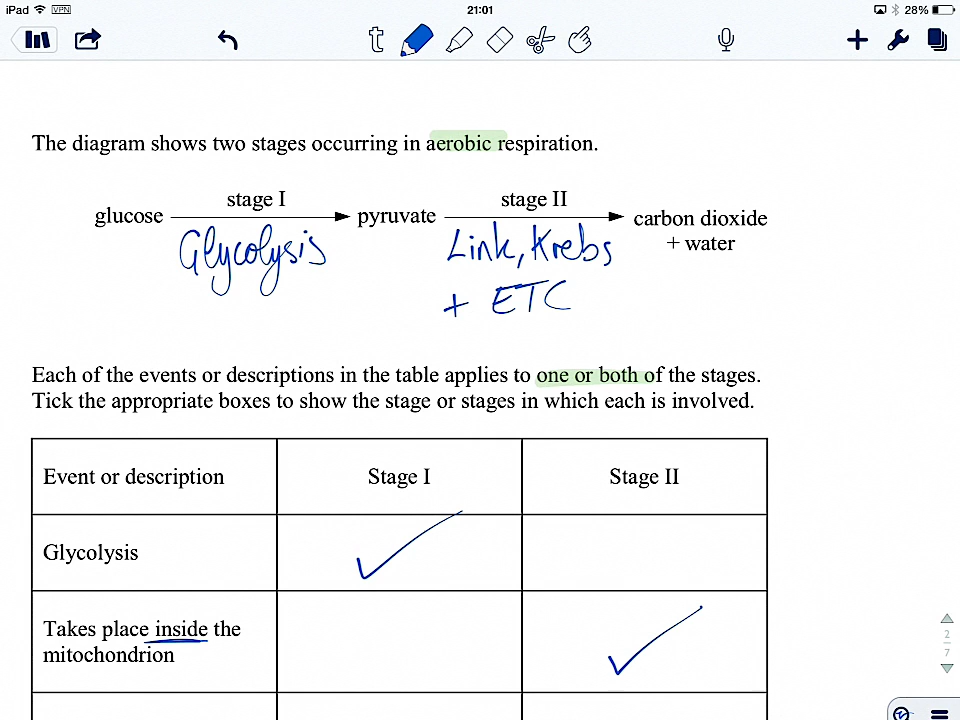 iPad VPN 21:01 28%
t
The diagram shows two stages occurring in aerobic respiration.
stage I stage II
glucose pyruvate carbon dioxide
+ water
Glycolysis Link, Krebs
+ ETC
Each of the events or descriptions in the table applies to one or both of the stages.
Tick the appropriate boxes to show the stage or stages in which each is involved.
Event or description Stage I Stage II
Glycolysis
Takes place inside the
mitochondrion
2
7